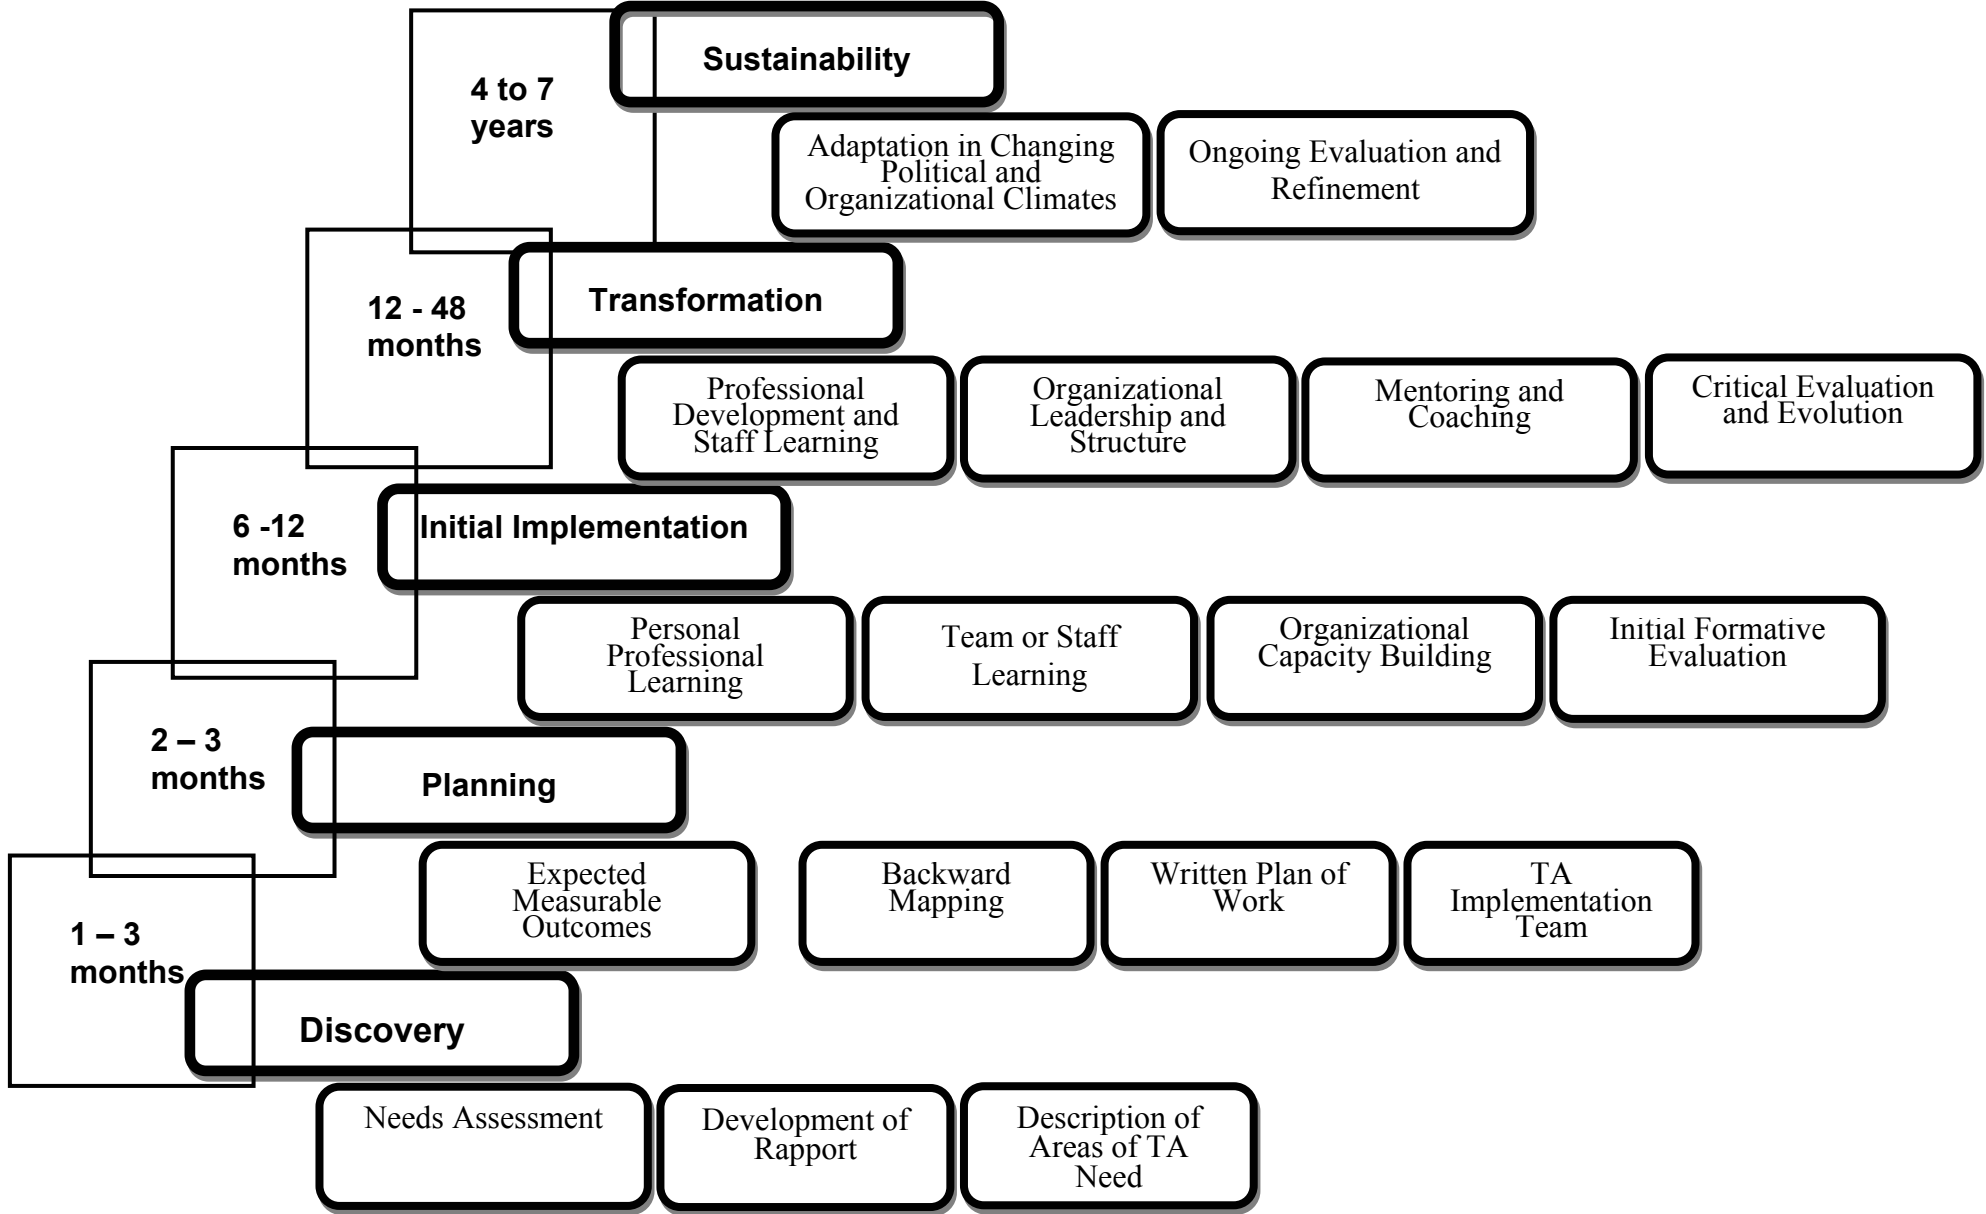 Sustainability
4 to 7
years
Adaptation in Changing
Political and
Organizational Climates
Ongoing Evaluation and
Refinement
Transformation
12 - 48
months
Professional
Development and
Staff Learning
Organizational
Leadership and
Structure
Mentoring and
Coaching
Critical Evaluation
and Evolution
Initial Implementation
6 -12
months
Personal
Professional
Learning
Team or Staff
Learning
Organizational
Capacity Building
Initial Formative
Evaluation
2 – 3
months
Planning
Expected
Measurable
Outcomes
Backward
Mapping
Written Plan of
Work
TA
Implementation
Team
1 – 3
months
Discovery
Needs Assessment
Development of
Rapport
Description of
Areas of TA
Need